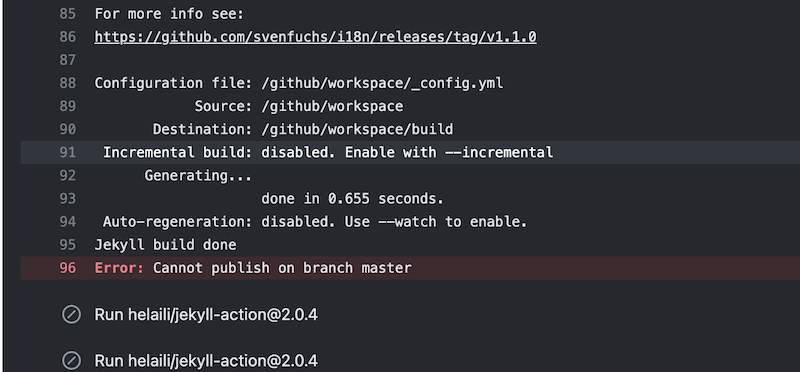 85 For more info see:
86 https://github.com/svenfuchs/i18n/releases/tag/v1.1.0
87
88 Configuration file: /github/workspace/_config.yml
89 Source: /github/workspace
90 Destination: /github/workspace/build
91 Incremental build: disabled. Enable with --incremental
92 Generating...
93 done in 0.655 seconds.
94 Auto-regeneration: disabled. Use --watch to enable.
95 Jekyll build done
96 Error: Cannot publish on branch master
Run helaili/jekyll-action@2.0.4
Run helaili/jekyll-action@2.0.4